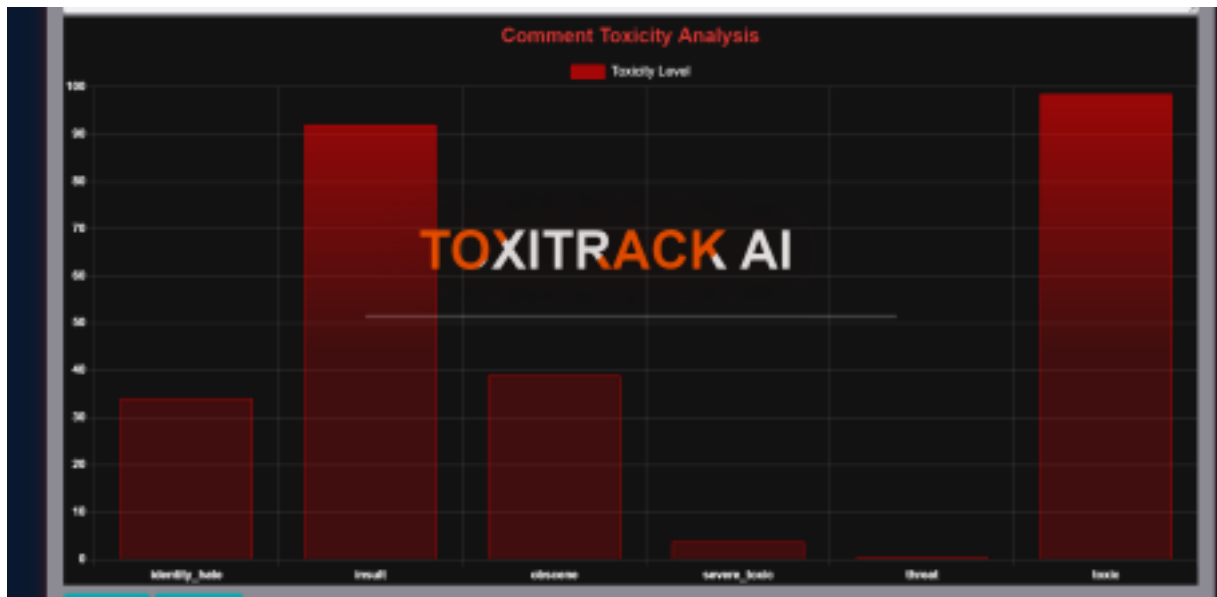 Comment Toxicity Analysis
Toxicity Level
100
90
80
70
TOXITRACK AI
60
50
40
30
20
10
0
identity_hate insult obscene severe_toxic threat toxic